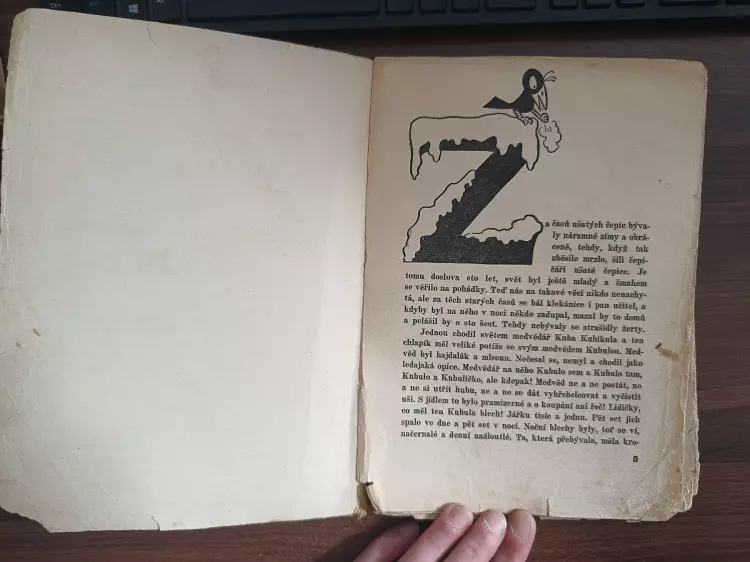 Z
a časů ušatých čepic býva-
ly náramné zimy a obrá-
ceně, tehdy, když tak
zběsile mrzlo, šili čepi-
čáři ušaté čepice. Je
tomu doslova sto let, svět byl ještě mladý a šmahem
se věřilo na pohádky. Teď nás na takové věci nikdo nenachy-
tá, ale za těch starých časů se bál klekánice i pan učitel, a
kdyby byl na něho v noci někde zadupal, mazal by to domů
a pelášil by o sto šest. Tehdy nebývaly se strašidly žerty.
Jednou chodil světem medvědář Kuba Kubikula a ten
chlapík měl veliké potíže se svým medvědem Kubulou. Med-
věd byl hajdalák a mlsoun. Nečesal se, nemyl a chodil jako
ledajaká opice. Medvědář na něho Kubulo sem a Kubulo tam,
Kubulo a Kubulíčko, ale kdepak! Medvěd ne a ne postát, ne
a ne si utřít hubu, ne a ne se dát vyhřebelcovat a vyčistit
uši. S jídlem to bylo pramizerné a o koupání ani řeč! Lidičky,
co měl ten Kubula blech! Jářku tisíc a jednu. Pět set jich
spalo ve dne a pět set v noci. Noční blechy byly, toť se ví,
načernalé a denní nažloutlé. Ta, která přebývala, měla kro-
5
Ctrl
Alt